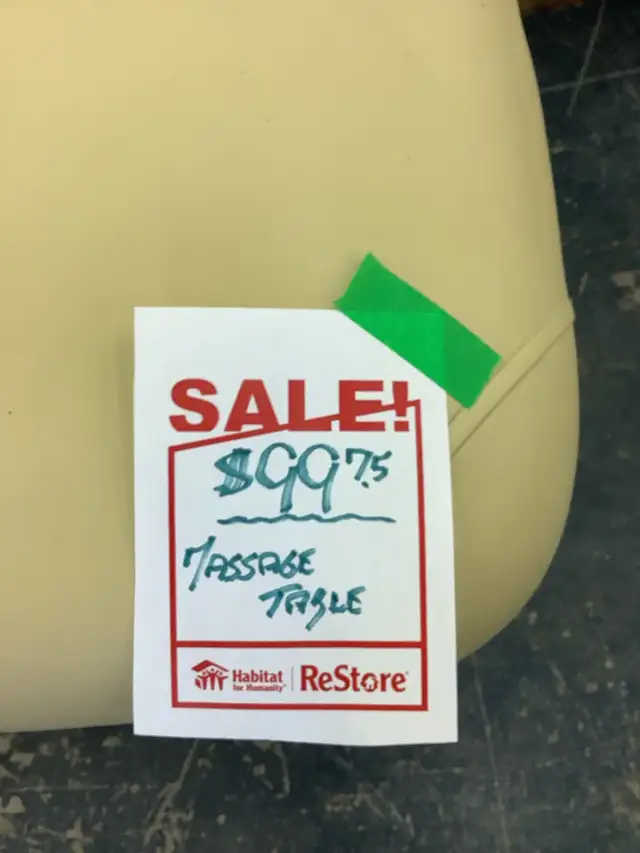 SALE!
$99 75
MASSAGE
TABLE
Habitat for Humanity® | ReStore®